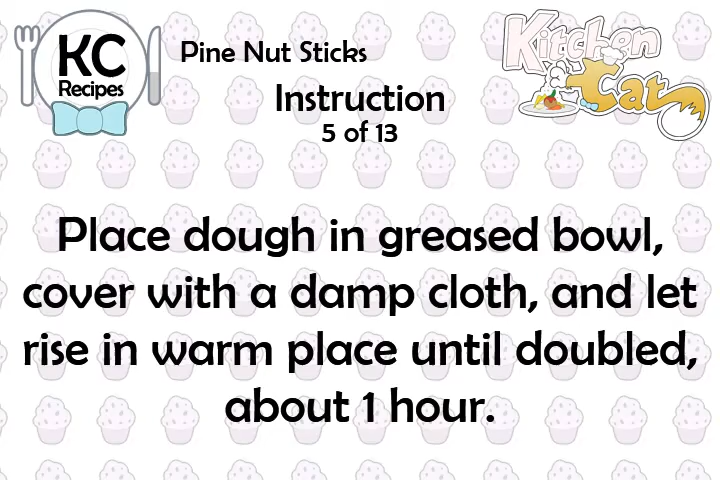 KC
Recipes
Pine Nut Sticks
Kitchen
Cat
Instruction
5 of 13
Place dough in greased bowl,
cover with a damp cloth, and let
rise in warm place until doubled,
about 1 hour.